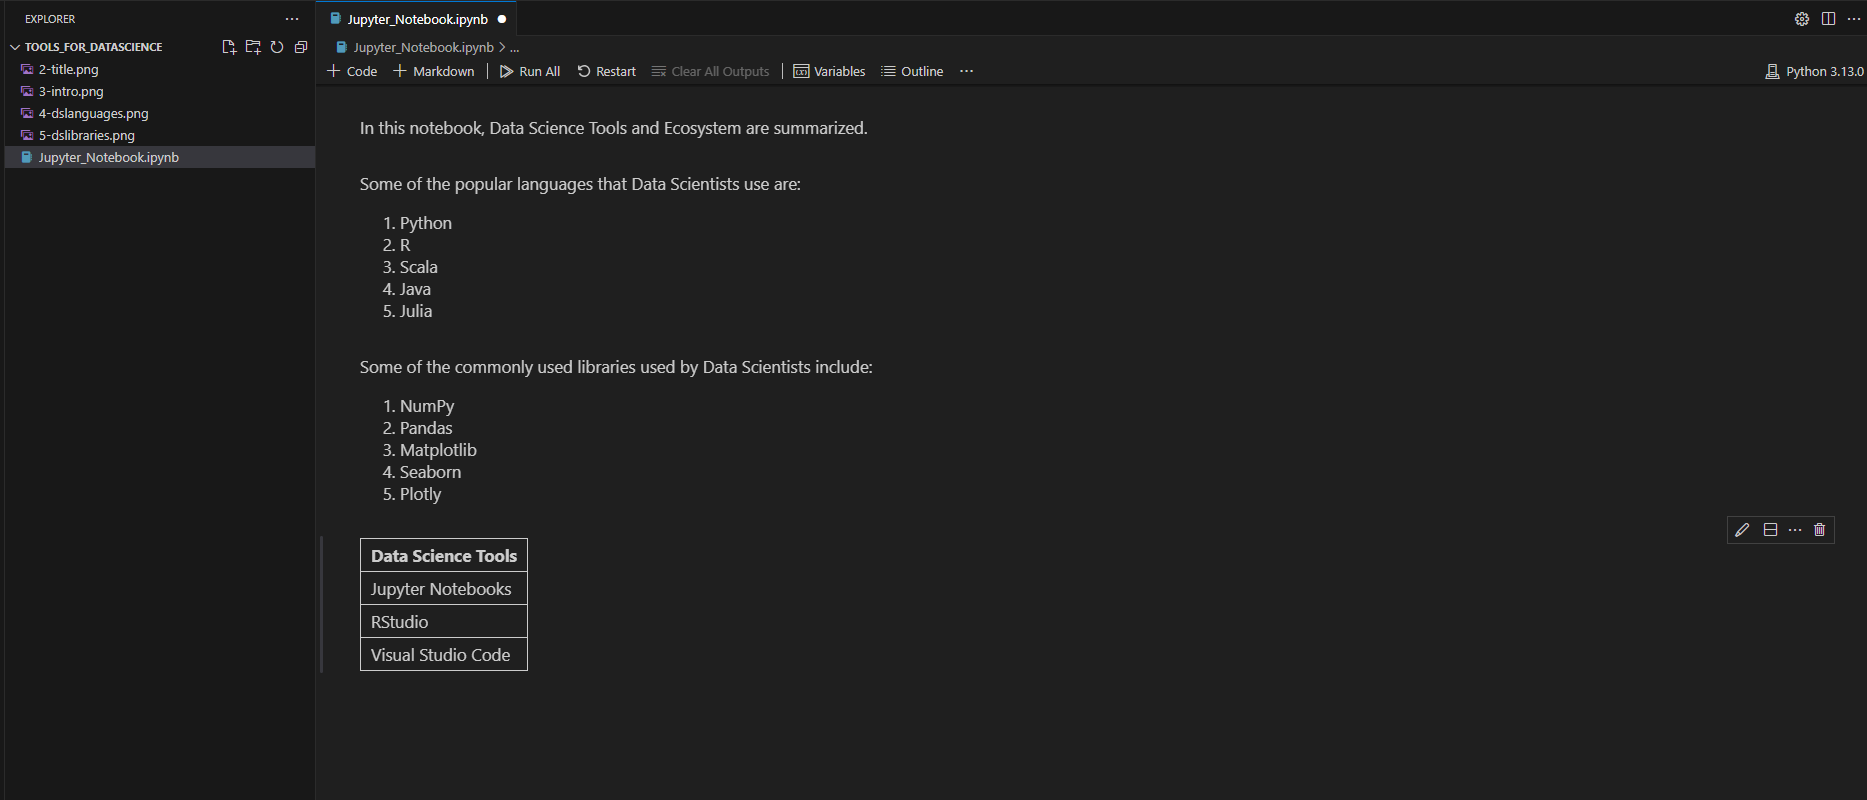 EXPLORER
TOOLS_FOR_DATASCIENCE
2-title.png
3-intro.png
4-dslanguages.png
5-dslibraries.png
Jupyter_Notebook.ipynb
Jupyter_Notebook.ipynb
Jupyter_Notebook.ipynb > ...
Code Markdown Run All Restart Clear All Outputs Variables Outline ... Python 3.13.0
In this notebook, Data Science Tools and Ecosystem are summarized.
Some of the popular languages that Data Scientists use are:
1. Python
2. R
3. Scala
4. Java
5. Julia
Some of the commonly used libraries used by Data Scientists include:
1. NumPy
2. Pandas
3. Matplotlib
4. Seaborn
5. Plotly
Data Science Tools
Jupyter Notebooks
RStudio
Visual Studio Code